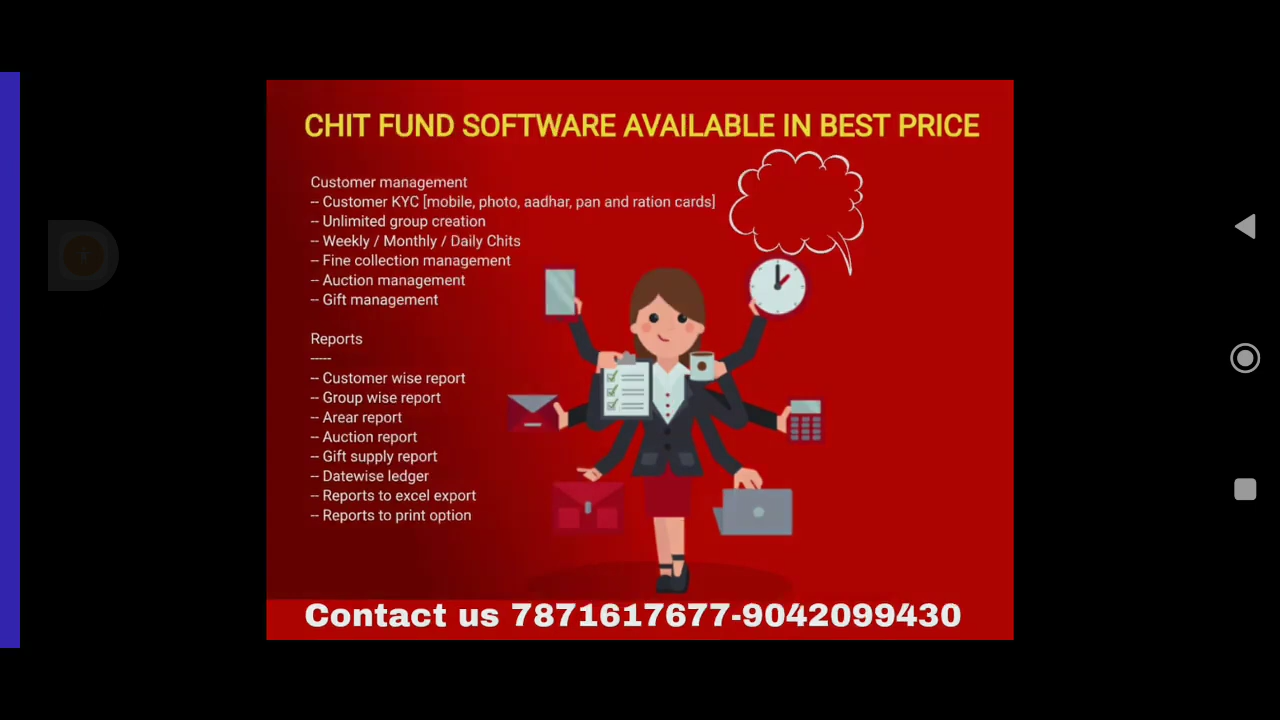 CHIT FUND SOFTWARE AVAILABLE IN BEST PRICE
Customer management
-- Customer KYC [mobile, photo, aadhar, pan and ration cards]
-- Unlimited group creation
-- Weekly / Monthly / Daily Chits
-- Fine collection management
-- Auction management
-- Gift management
Reports
-----
-- Customer wise report
-- Group wise report
-- Arear report
-- Auction report
-- Gift supply report
-- Datewise ledger
-- Reports to excel export
-- Reports to print option
Contact us 7871617677-9042099430